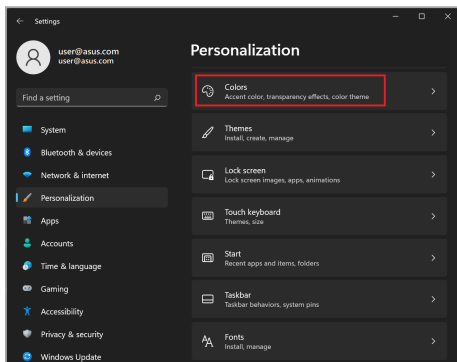 Settings
user@asus.com
user@asus.com
Find a setting
System
Bluetooth & devices
Network & internet
Personalization
Apps
Accounts
Time & language
Gaming
Accessibility
Privacy & security
Windows Update
Personalization
Colors
Accent color, transparency effects, color theme
Themes
Install, create, manage
Lock screen
Lock screen images, apps, animations
Touch keyboard
Themes, size
Start
Recent apps and items, folders
Taskbar
Taskbar behaviors, system pins
Fonts
Install, manage